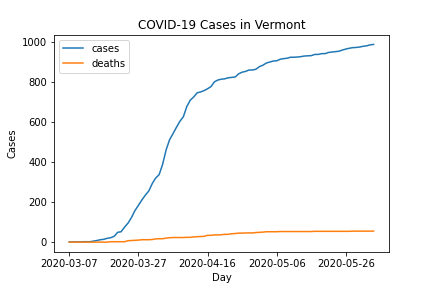 COVID-19 Cases in Vermont
cases
deaths
Cases
1000
800
600
400
200
0
2020-03-07 2020-03-27 2020-04-16 2020-05-06 2020-05-26
Day